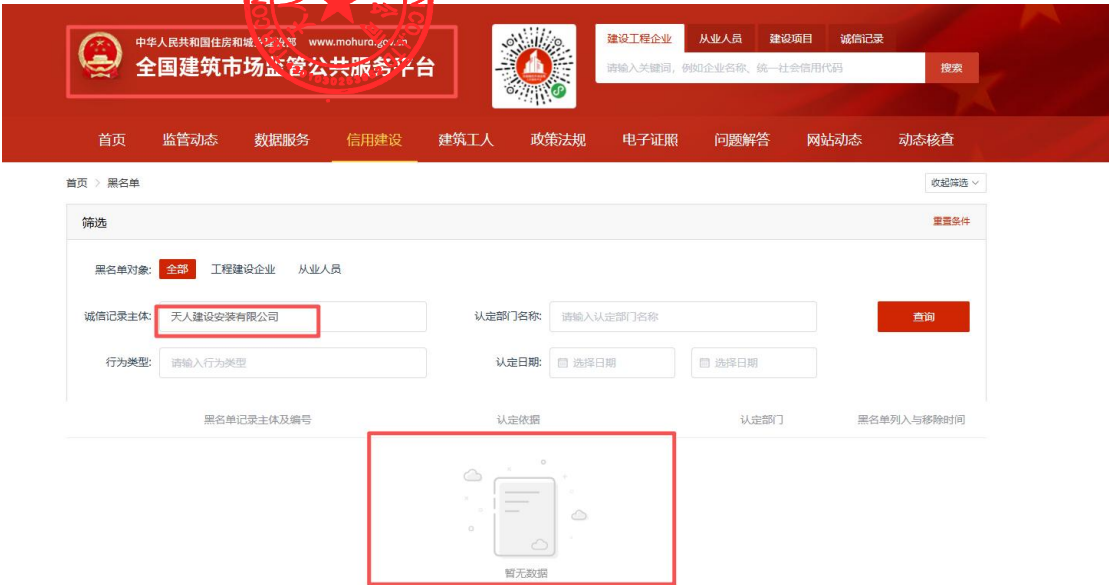 中华人民共和国住房和城乡建设部 www.mohurd.gov.cn
全国建筑市场监管公共服务平台
建设工程企业 从业人员 建设项目 诚信记录
请输入关键词，例如企业名称、统一社会信用代码 搜索
首页 监管动态 数据服务 信用建设 建筑工人 政策法规 电子证照 问题解答 网站动态 动态核查
首页 > 黑名单 收起筛选
筛选 重置条件
黑名单对象: 全部 工程建设企业 从业人员
诚信记录主体: 天人建设安装有限公司 认定部门名称: 请输入认定部门名称 查询
行为类型: 请输入行为类型 认定日期: 选择日期 选择日期
黑名单记录主体及编号 认定依据 认定部门 黑名单列入与移除时间
暂无数据